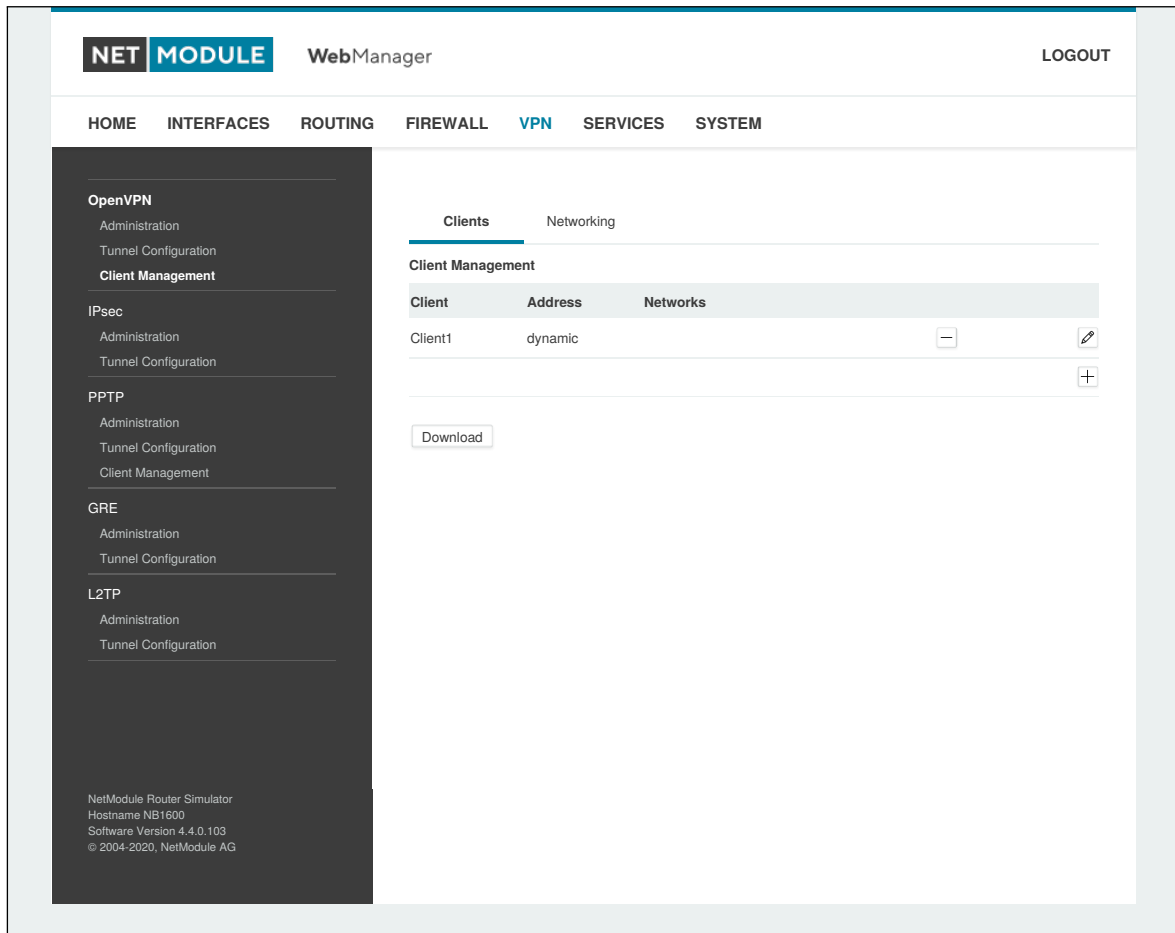 NET MODULE WebManager LOGOUT
HOME INTERFACES ROUTING FIREWALL VPN SERVICES SYSTEM
OpenVPN
Administration
Tunnel Configuration
Client Management
IPsec
Administration
Tunnel Configuration
PPTP
Administration
Tunnel Configuration
Client Management
GRE
Administration
Tunnel Configuration
L2TP
Administration
Tunnel Configuration
NetModule Router Simulator
Hostname NB1600
Software Version 4.4.0.103
© 2004-2020, NetModule AG
Clients Networking
Client Management
Client Address Networks
Client1 dynamic
Download